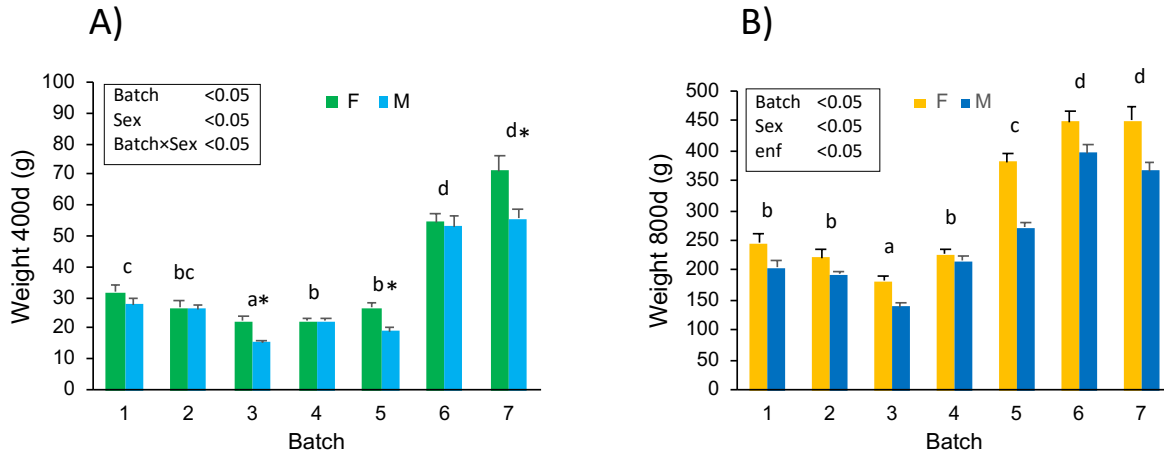 A)
Weight 400d (g)
100
90
80
70
60
50
40
30
20
10
0
Batch <0.05
Sex <0.05
Batch×Sex <0.05
F M
c
bc
a*
b
b*
d
d*
1 2 3 4 5 6 7
Batch
B)
Weight 800d (g)
500
450
400
350
300
250
200
150
100
50
0
Batch <0.05
Sex <0.05
enf <0.05
F M
b
b
a
b
c
d
d
1 2 3 4 5 6 7
Batch